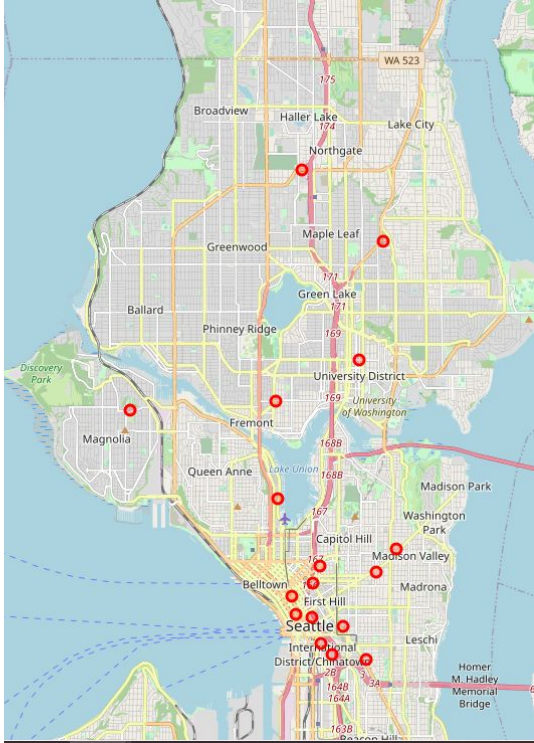 WA 523
175
Broadview
Haller Lake
174
Lake City
Northgate
Maple Leaf
Greenwood
171
Green Lake
171
Ballard
Phinney Ridge
169
Discovery
Park
University District
169
University
of Washington
Magnolia
Fremont
168B
Queen Anne
Lake Union
168B
Madison Park
167
Washington
Park
Capitol Hill
167
Madison Valley
Belltown
Madrona
First Hill
Seattle
Leschi
International
District/Chinatown
2B
3A
164B
164A
Homer
M. Hadley
Memorial
Bridge
163B
Beacon Hill